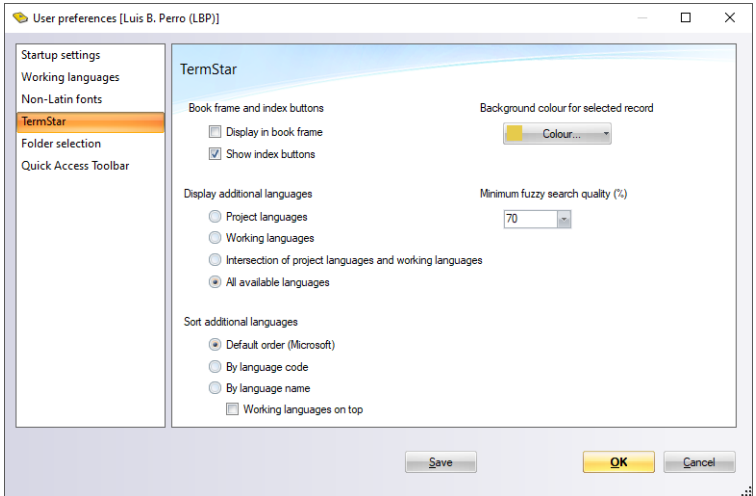 User preferences [Luis B. Perro (LBP)]
Startup settings
Working languages
Non-Latin fonts
TermStar
Folder selection
Quick Access Toolbar
TermStar
Book frame and index buttons
Display in book frame
Show index buttons
Background colour for selected record
Colour...
Display additional languages
Project languages
Working languages
Intersection of project languages and working languages
All available languages
Minimum fuzzy search quality (%)
70
Sort additional languages
Default order (Microsoft)
By language code
By language name
Working languages on top
Save
OK
Cancel